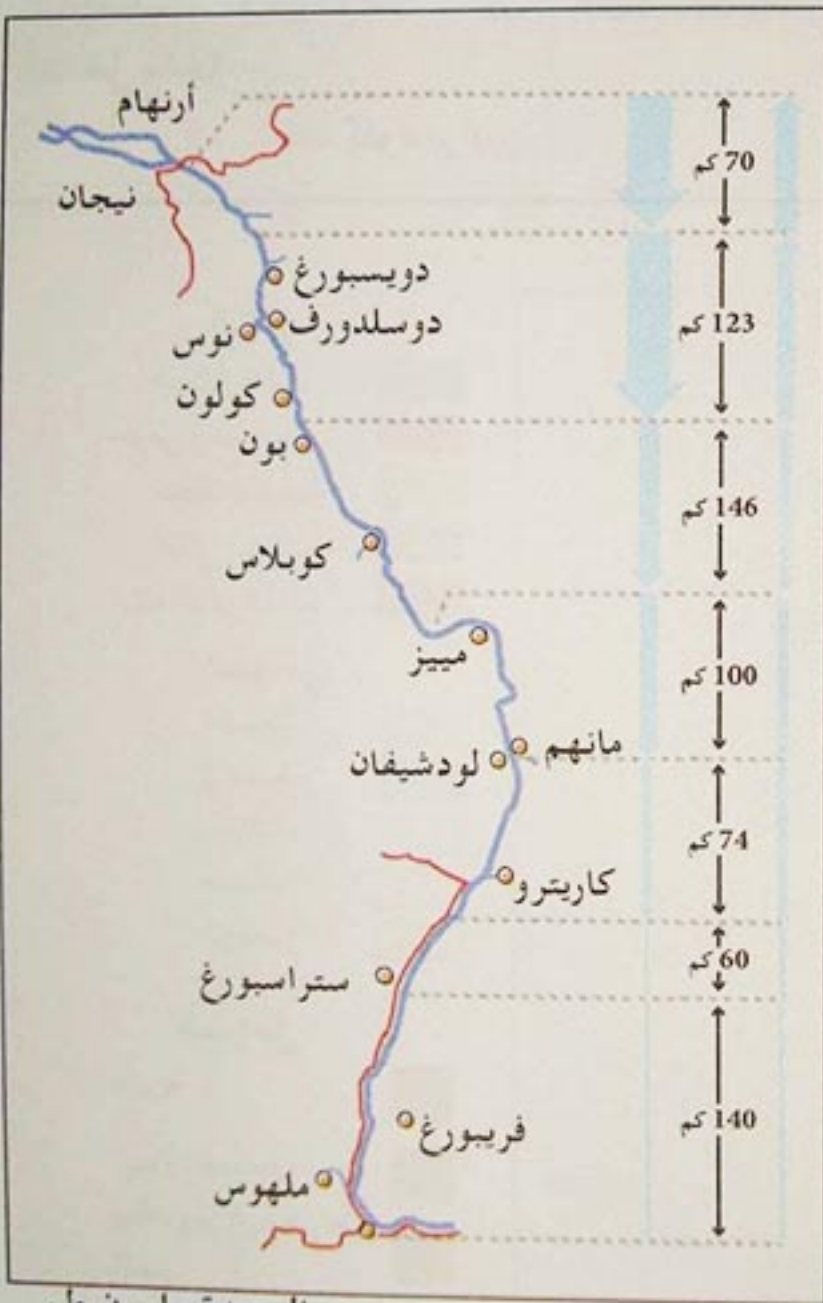 أرنهام
70 كم
نيجان
دويسبورغ
دوسلدورف
123 كم
نوس
كولون
بون
146 كم
كوبلاس
مييز
100 كم
مانهم
لودشيفان
74 كم
كاريترو
60 كم
ستراسبورغ
140 كم
فريبورغ
ملهوس